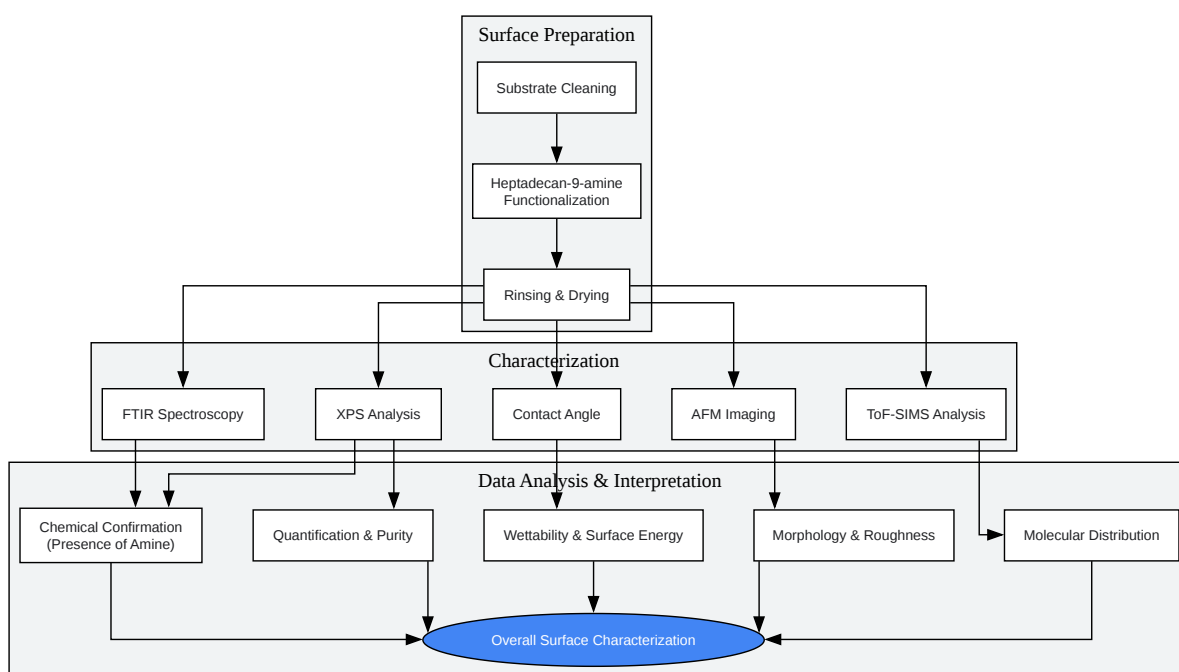 Surface Preparation
Substrate Cleaning
Heptadecan-9-amine
Functionalization
Rinsing & Drying
Characterization
FTIR Spectroscopy
XPS Analysis
Contact Angle
AFM Imaging
ToF-SIMS Analysis
Data Analysis & Interpretation
Chemical Confirmation
(Presence of Amine)
Quantification & Purity
Wettability & Surface Energy
Morphology & Roughness
Molecular Distribution
Overall Surface Characterization